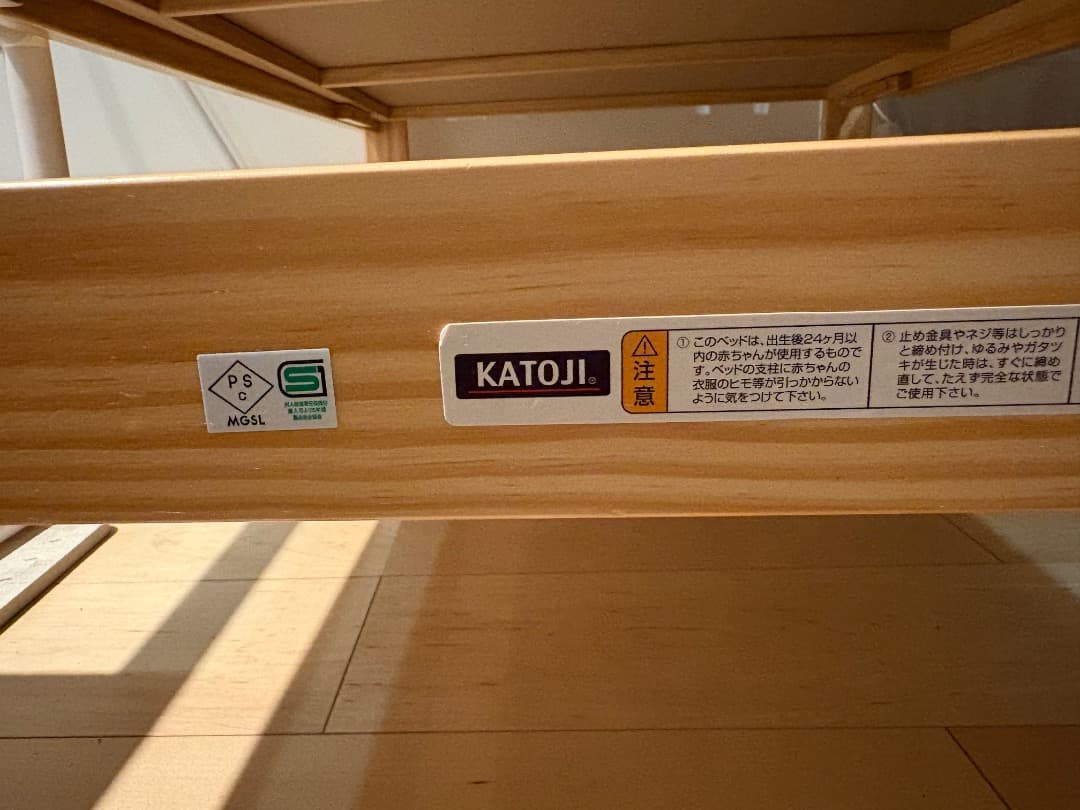 PS
C
MGSL
SG
KATOJI
注意
① このベッドは、出生後24ヶ月以
内の赤ちゃんが使用するもので
す。ベッドの支柱に赤ちゃんの
衣服のヒモ等が引っかからない
ように気をつけて下さい。
② 止め金具やネジ等はしっかり
と締め付け、ゆるみやガタツ
キが生じた時は、すぐに締め
直して、たえず完全な状態で
ご使用下さい。